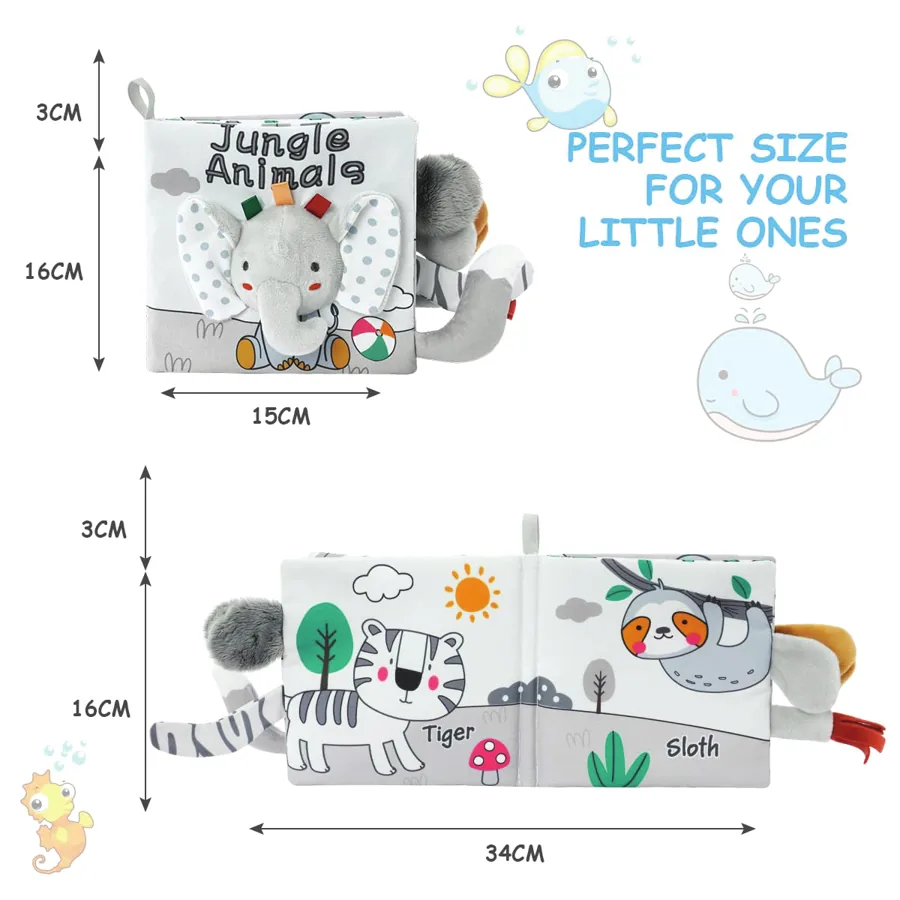 3CM
Jungle
Animals
16CM
15CM
PERFECT SIZE
FOR YOUR
LITTLE ONES
3CM
16CM
Tiger
Sloth
34CM